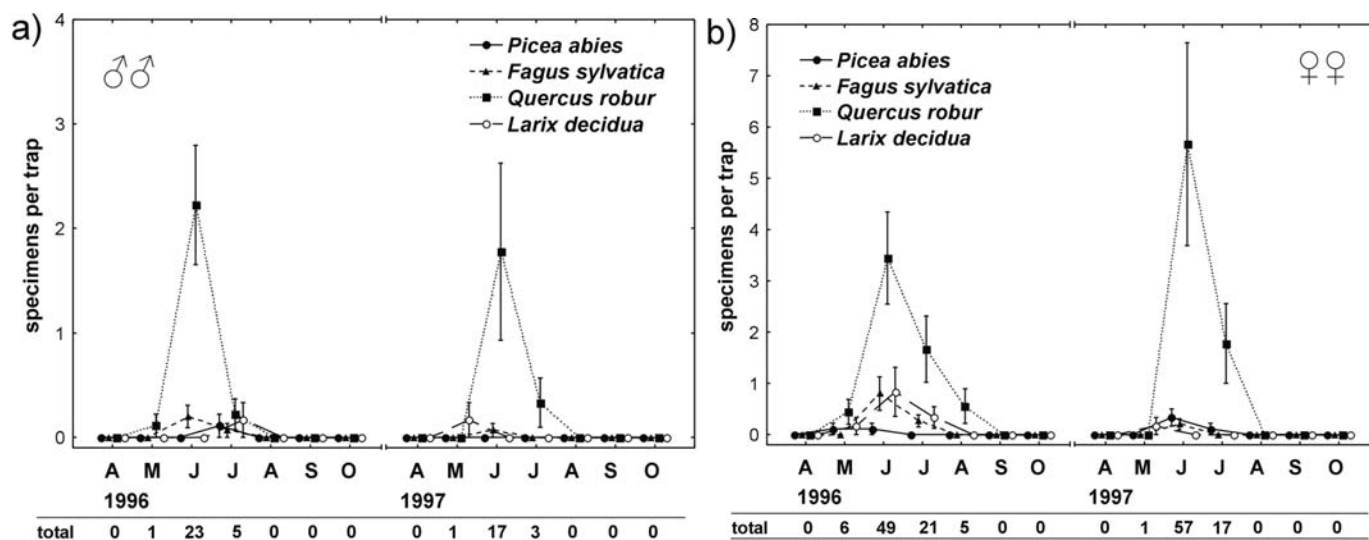 a)
4
3
2
1
0
specimens per trap
♂♂
Picea abies
Fagus sylvatica
Quercus robur
Larix decidua
A M J J A S O A M J J A S O
1996 1997
total 0 1 23 5 0 0 0 0 1 17 3 0 0 0
b)
8
7
6
5
4
3
2
1
0
specimens per trap
Picea abies
Fagus sylvatica
Quercus robur
Larix decidua
♀♀
A M J J A S O A M J J A S O
1996 1997
total 0 6 49 21 5 0 0 0 1 57 17 0 0 0